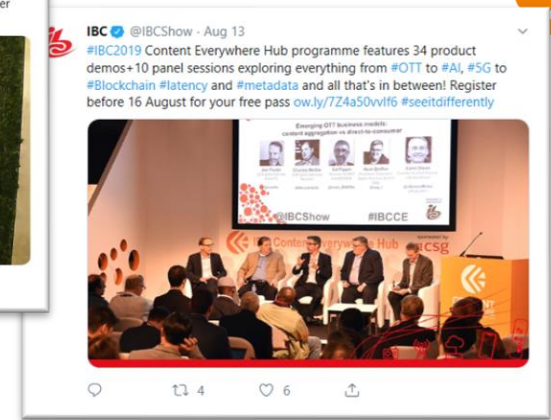 er
IBC @IBCShow · Aug 13
#IBC2019 Content Everywhere Hub programme features 34 product
demos+10 panel sessions exploring everything from #OTT to #AI, #5G to
#Blockchain #latency and #metadata and all that's in between! Register
before 16 August for your free pass ow.ly/7Z4a50vvlf6 #seeitdifferently
Emerging OTT business models:
content aggregation vs direct-to-consumer
@IBCShow #IBCCE
Content Everywhere Hub
csg
4 6